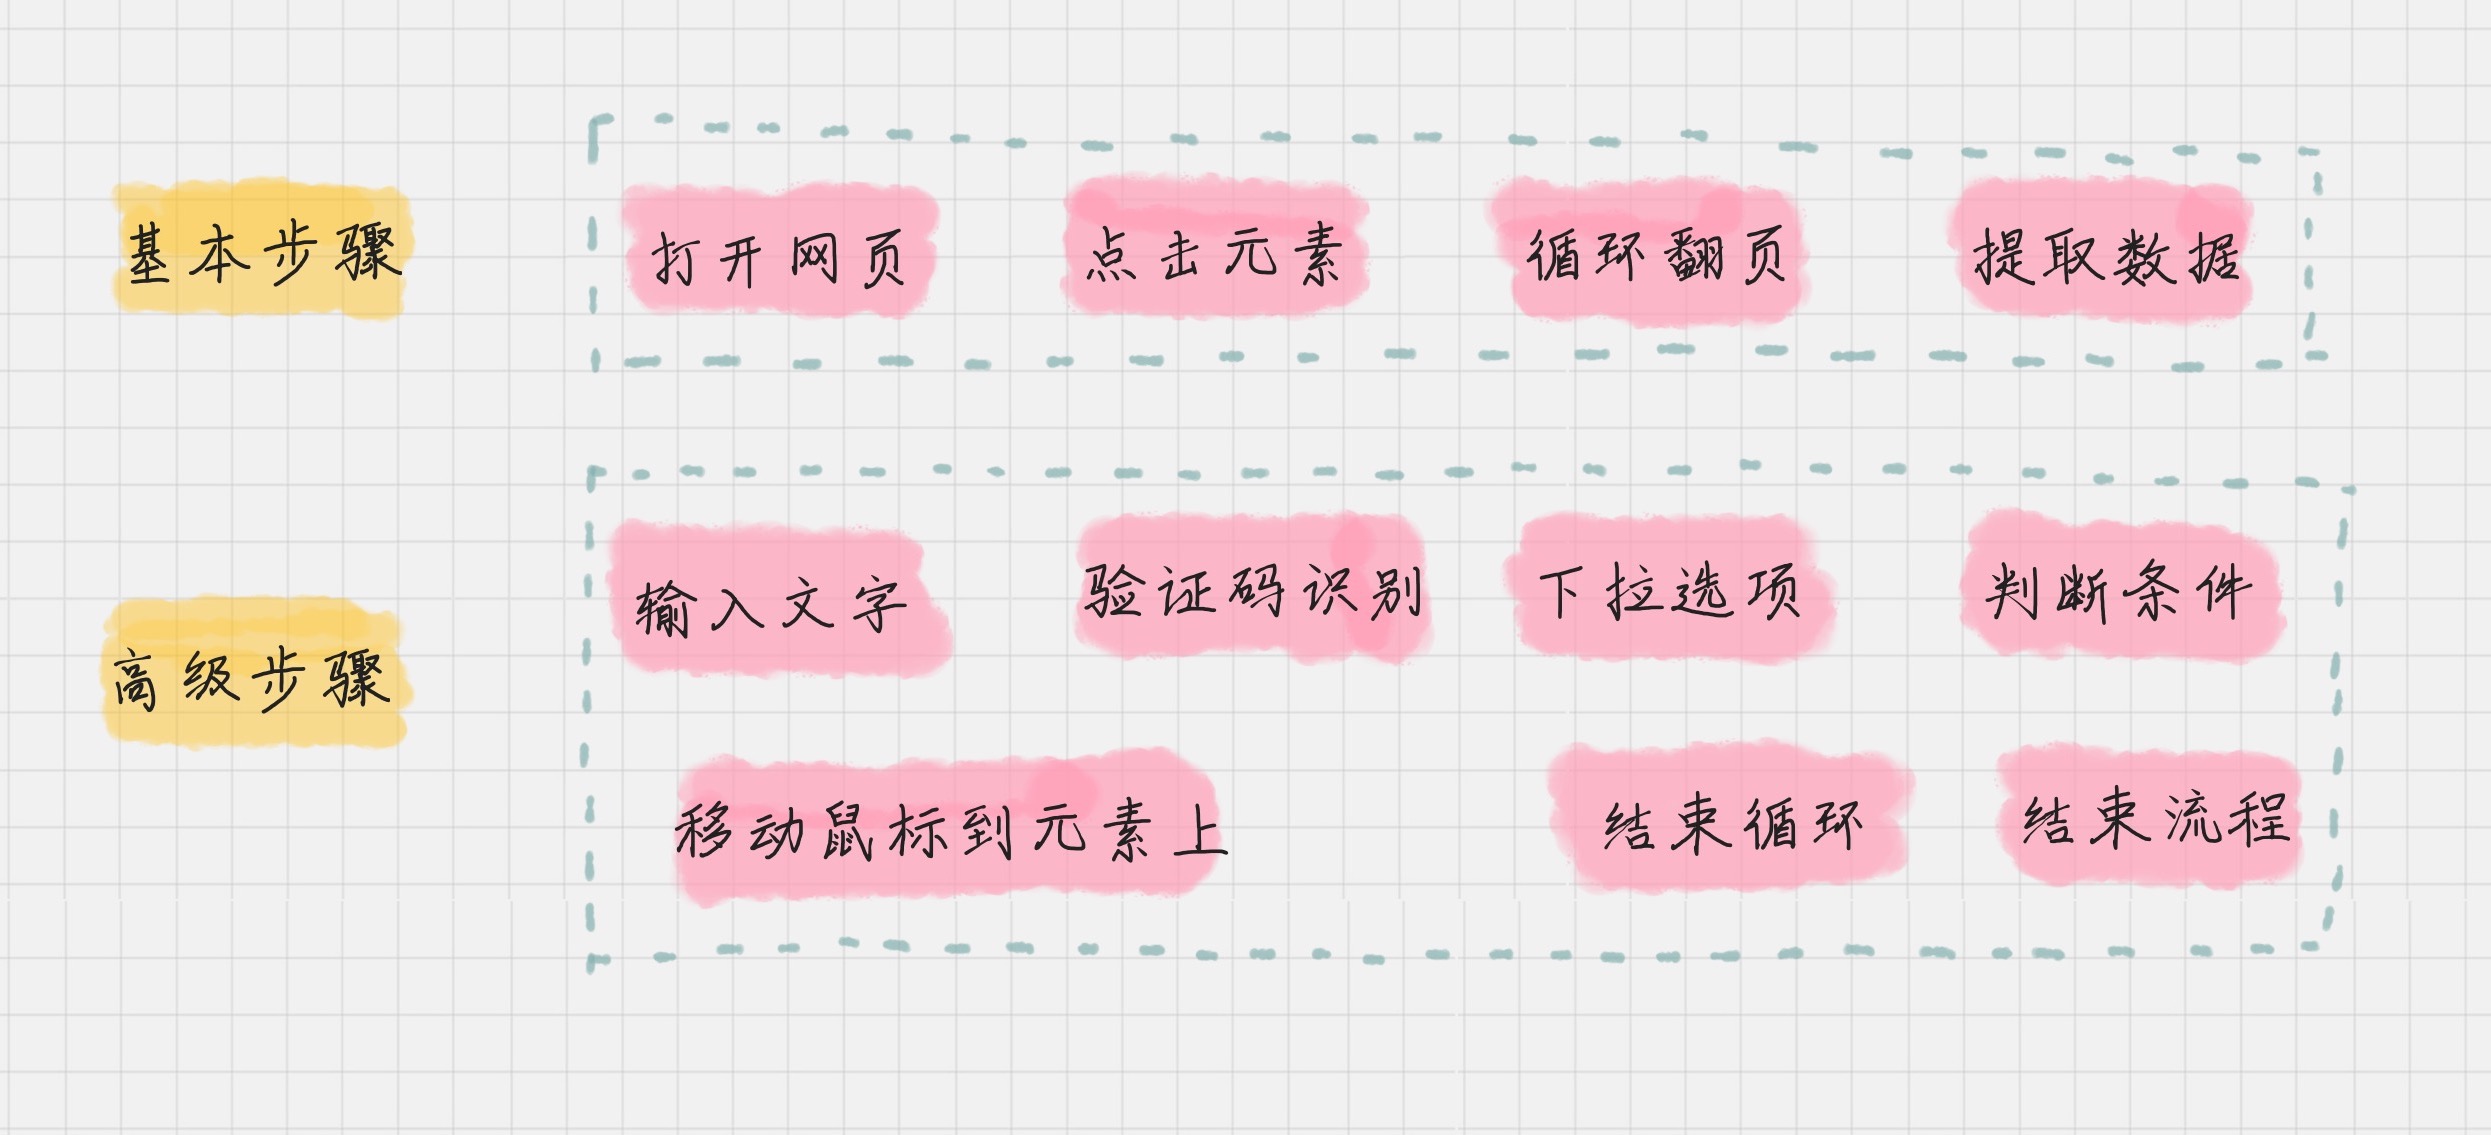 基本步骤 打开网页 点击元素 循环翻页 提取数据
输入文字 验证码识别 下拉选项 判断条件
高级步骤
移动鼠标到元素上 结束循环 结束流程